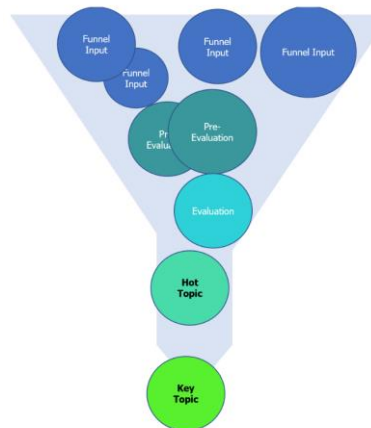 Funnel
Input
Funnel
Input
Funnel Input
Funnel
Input
Pre-
Evaluation
Evaluation
Hot
Topic
Key
Topic